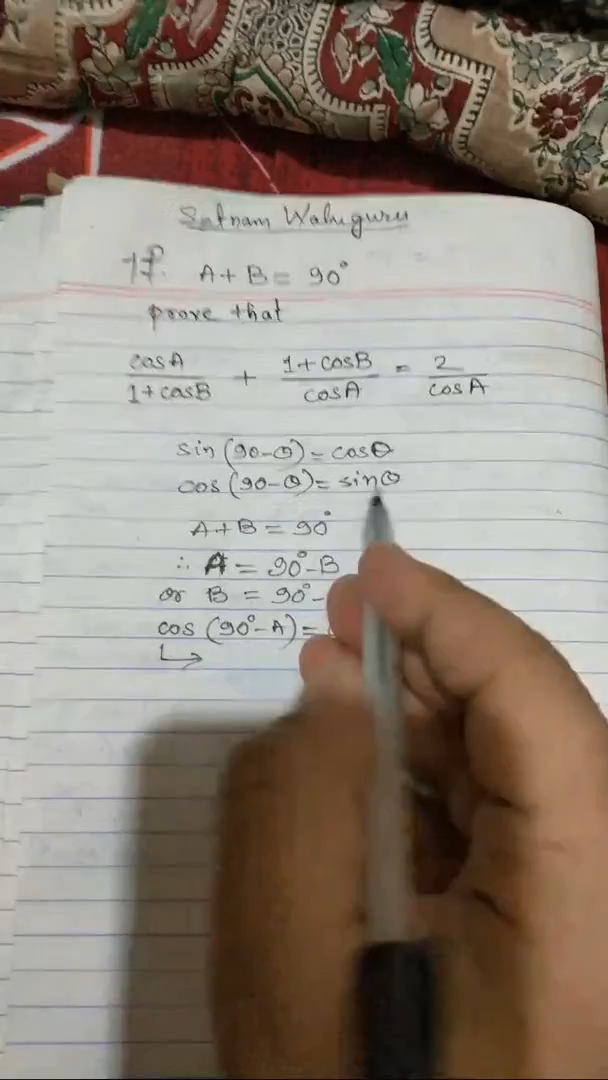 Satnam Waheguru
If. A + B = 90°
prove that
cosA/1+cosB + 1+cosB/cosA = 2/cosA
sin (90-θ) = cosθ
cos (90-θ) = sinθ
A + B = 90°
∴ A = 90°-B
or B = 90°-
cos (90°-A) =
↳